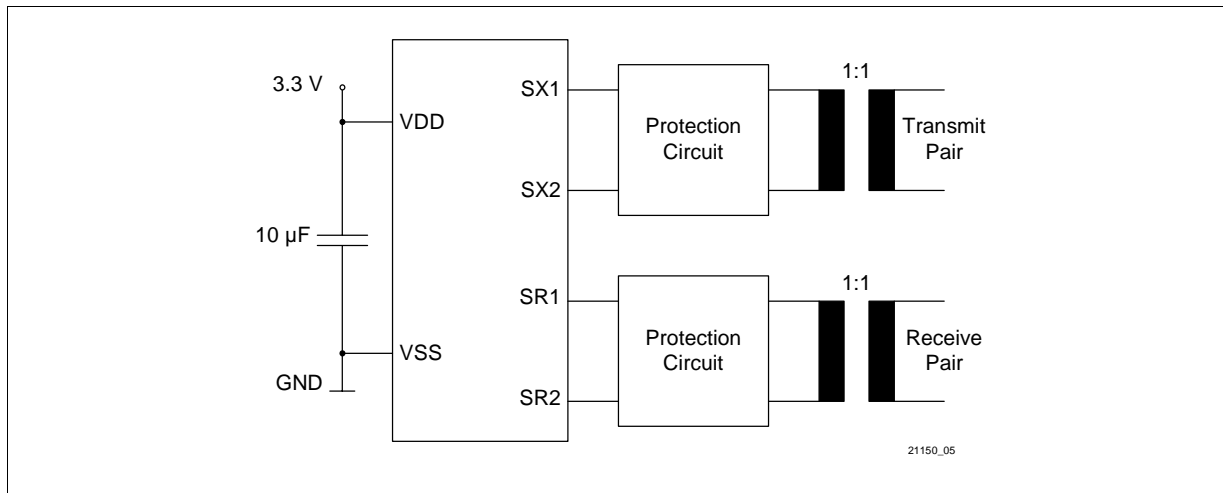 3.3 V
VDD
10 µF
VSS
GND
SX1
SX2
SR1
SR2
Protection
Circuit
1:1
Transmit
Pair
Protection
Circuit
1:1
Receive
Pair
21150_05